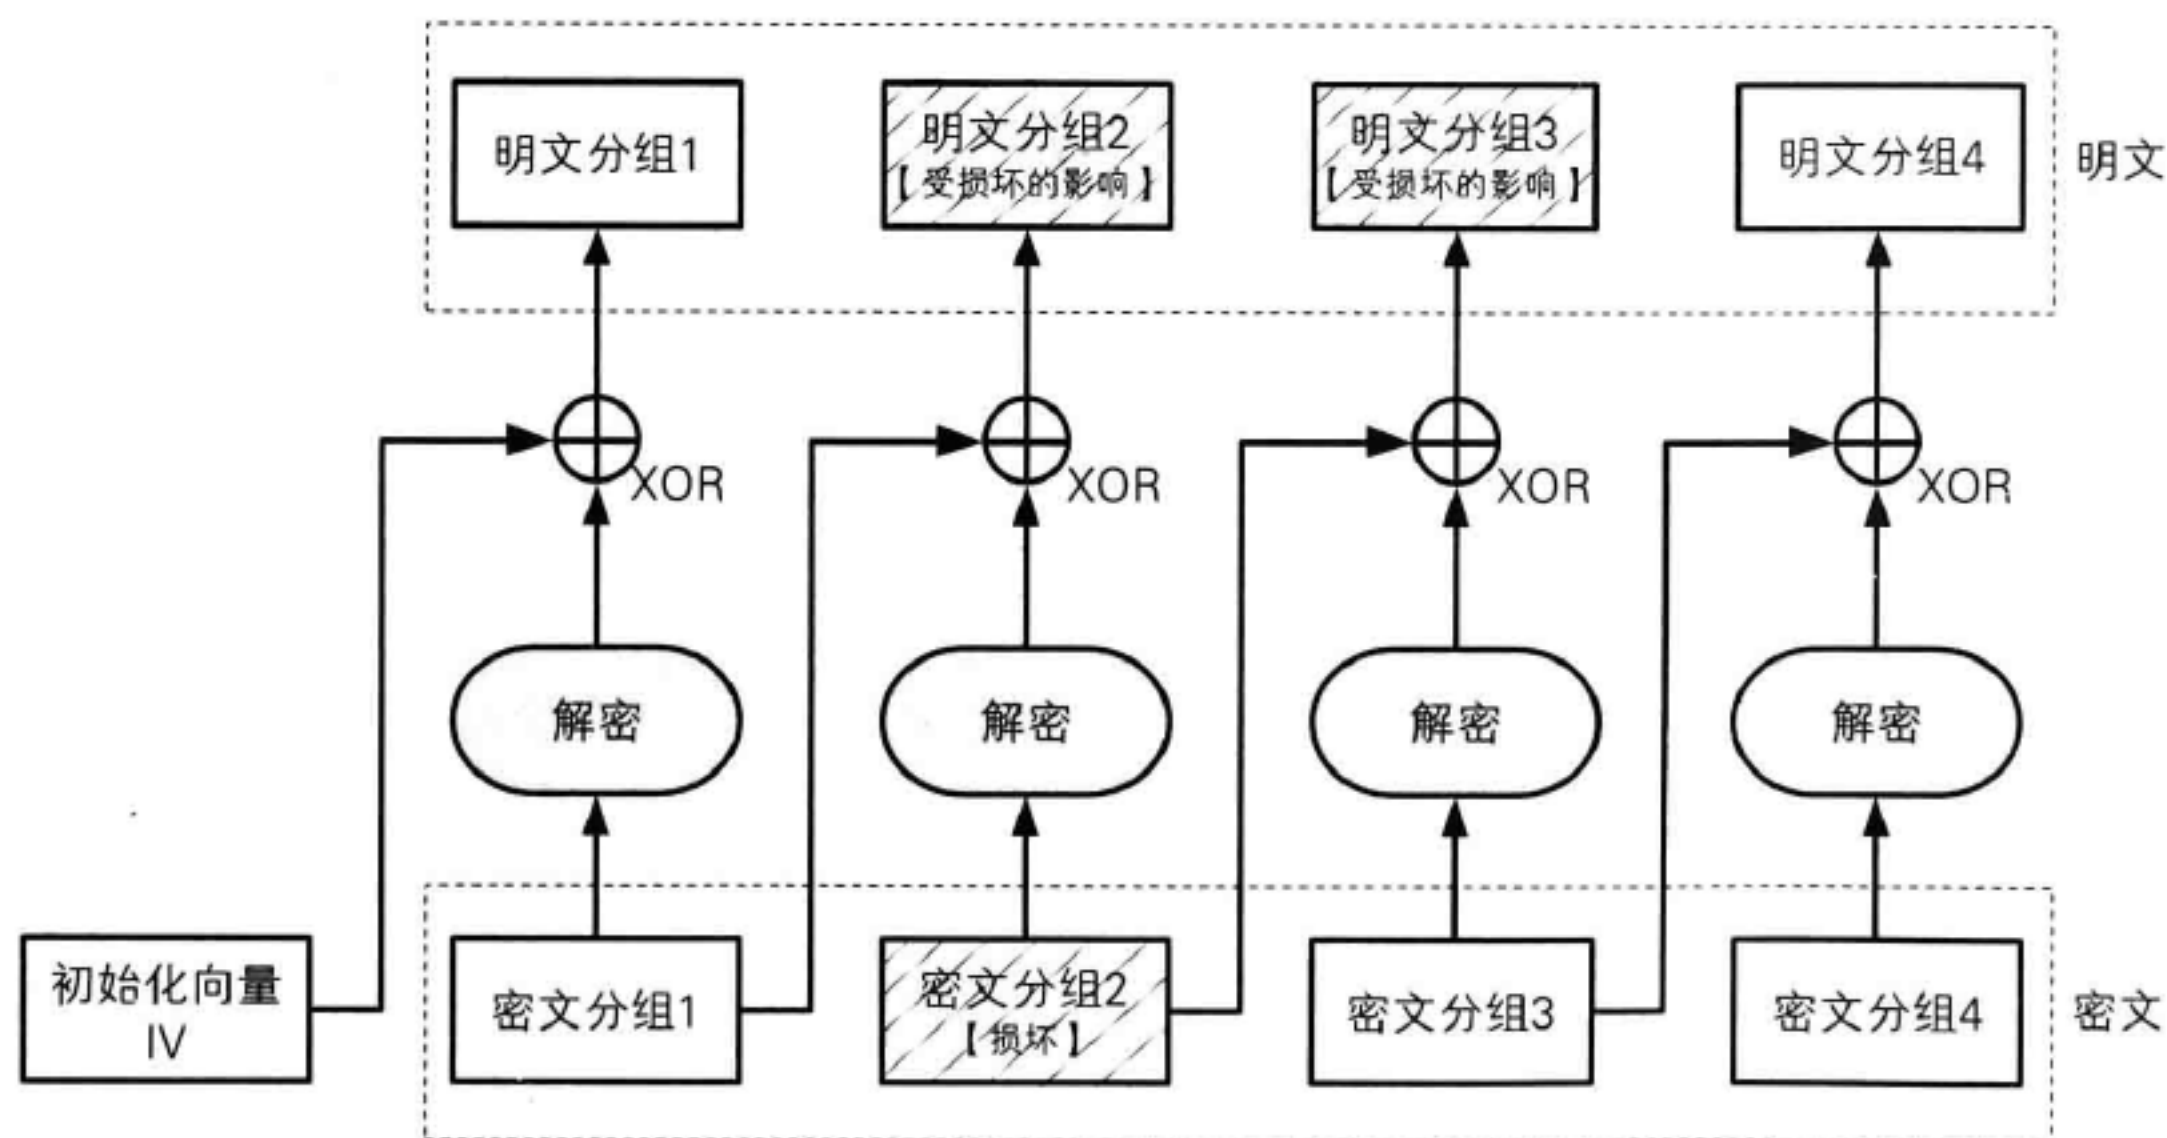 明文分组1
明文分组2
【受损坏的影响】
明文分组3
【受损坏的影响】
明文分组4
明文
XOR
XOR
XOR
XOR
解密
解密
解密
解密
初始化向量
IV
密文分组1
密文分组2
【损坏】
密文分组3
密文分组4
密文